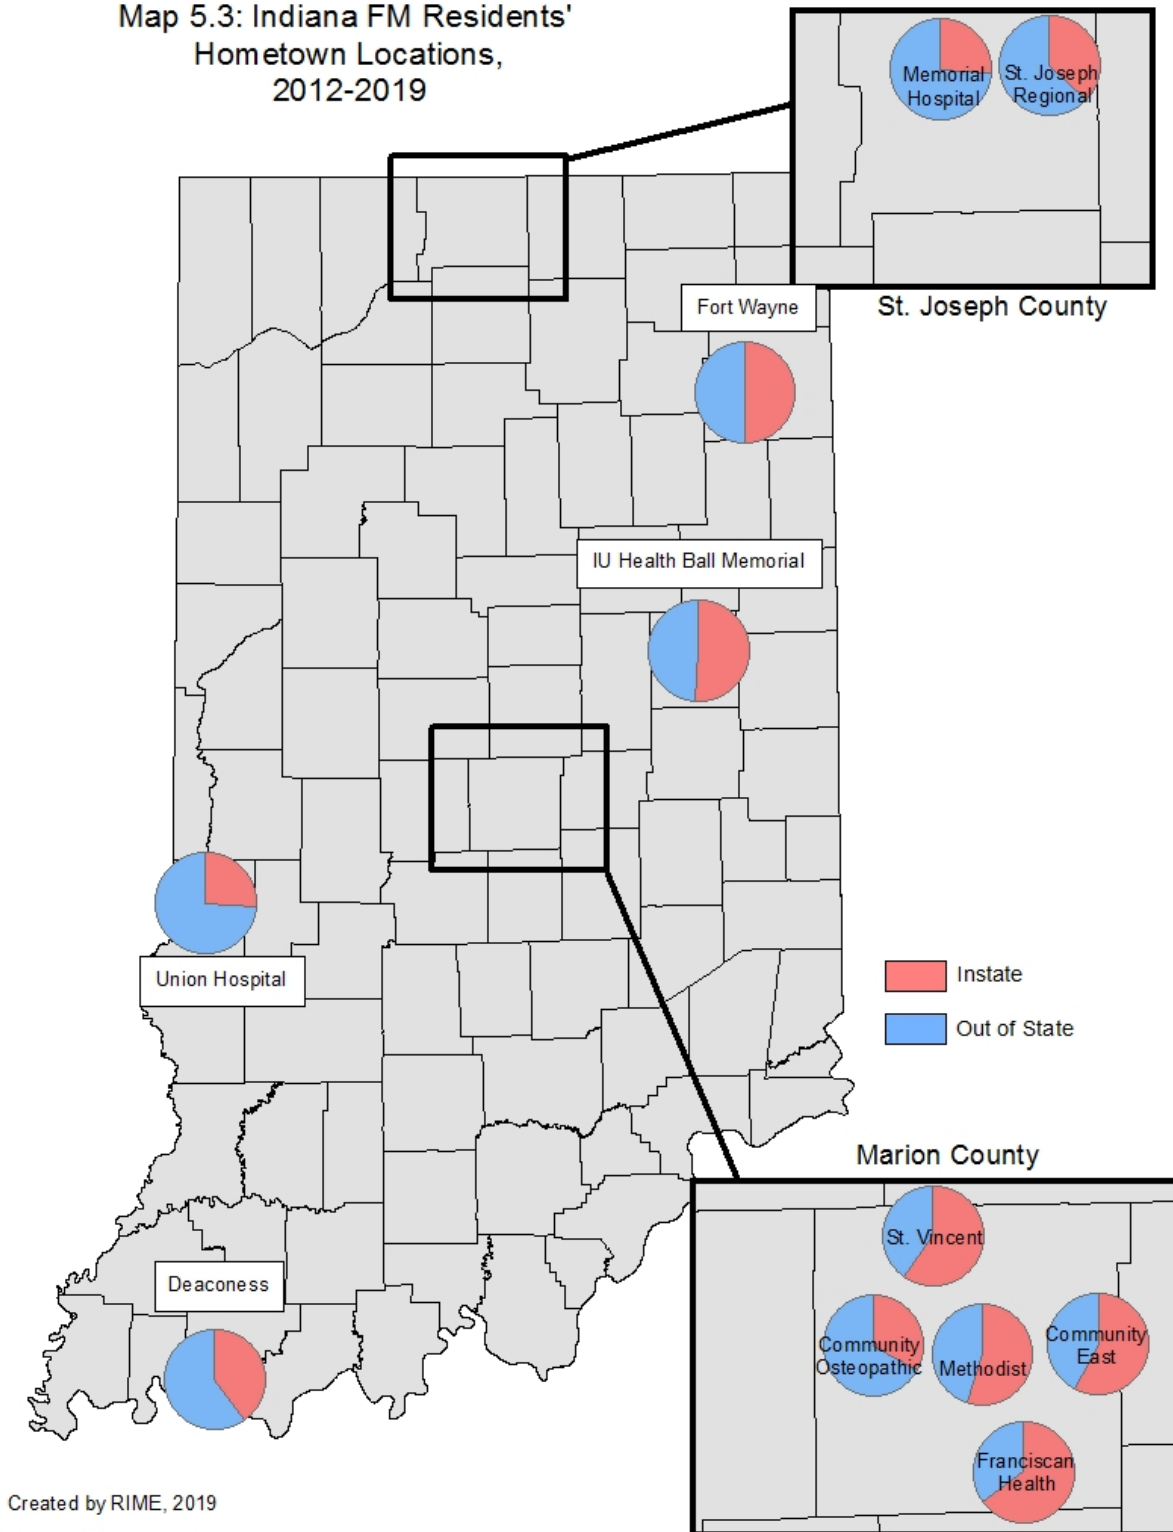 Map 5.3: Indiana FM Residents'
Hometown Locations,
2012-2019
Memorial
Hospital
St. Joseph
Regional
St. Joseph County
Fort Wayne
IU Health Ball Memorial
Union Hospital
Instate
Out of State
Marion County
St. Vincent
Community
Osteopathic
Methodist
Community
East
Franciscan
Health
Deaconess
Created by RIME, 2019